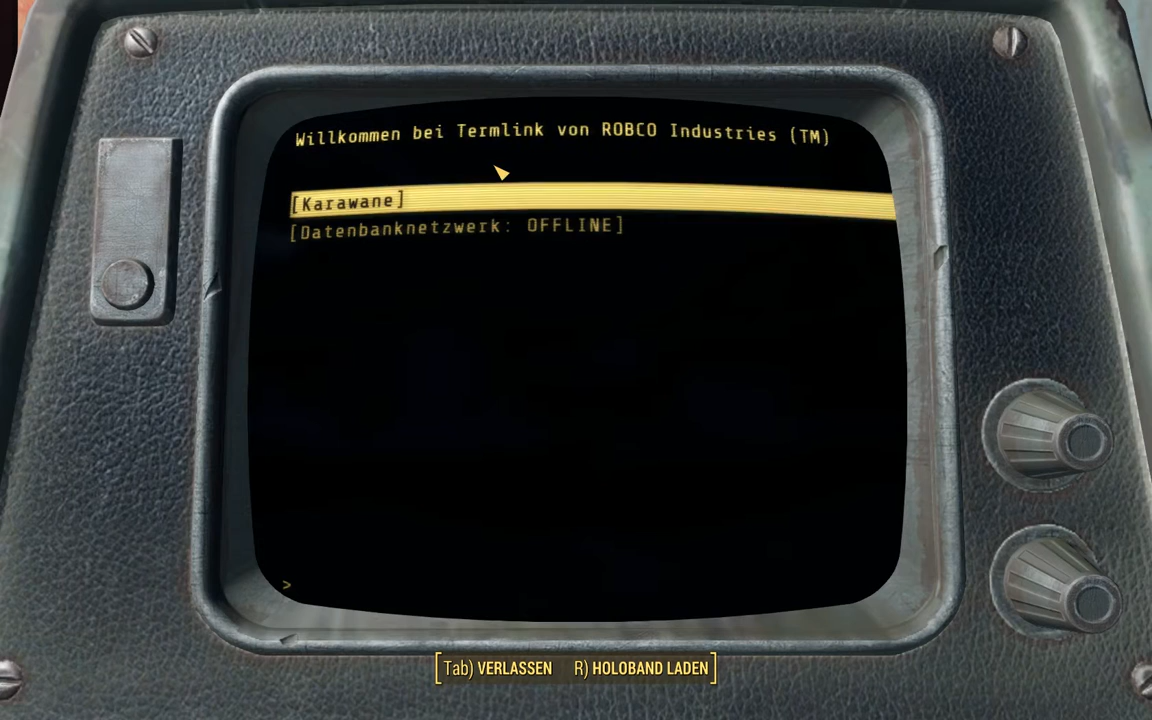 Willkommen bei Termlink von ROBCO Industries (TM)
[Karawane]
[Datenbanknetzwerk: OFFLINE]
>
[Tab) VERLASSEN R) HOLOBAND LADEN]